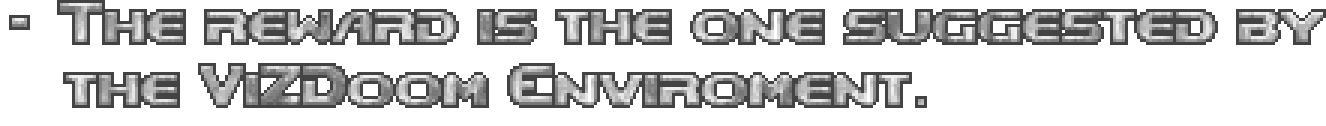 - The reward is the one suggested by
the VizDoom Enviroment.